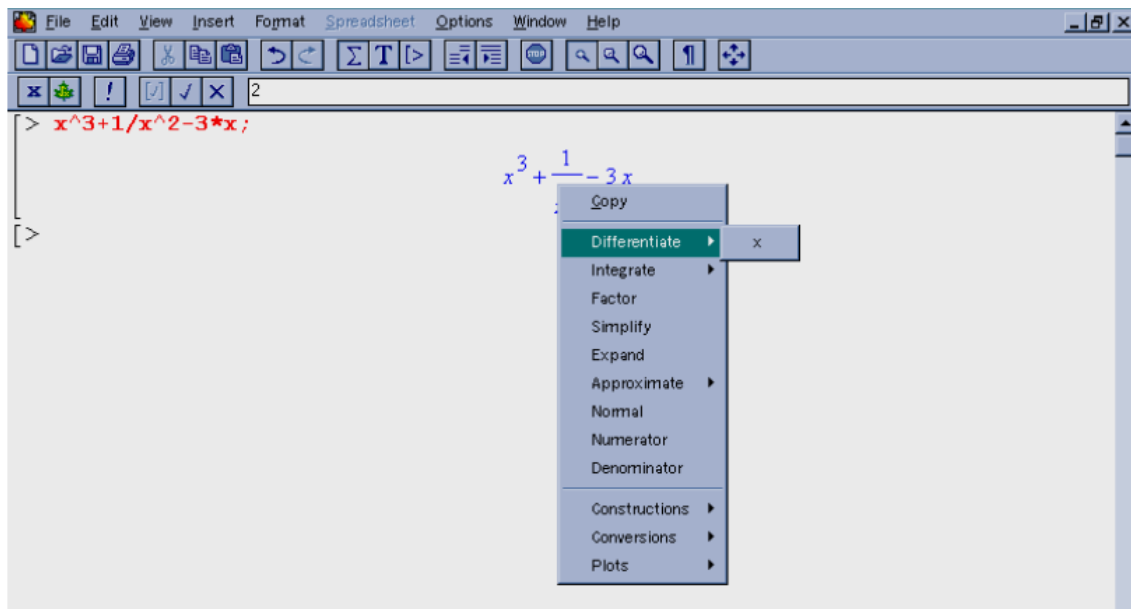 File Edit View Insert Format Spreadsheet Options Window Help
Σ T [> STOP ¶
x ! [√] √ X 2
[> x^3+1/x^2-3*x;
x³ + 1/ - 3 x
[>
Copy
Differentiate x
Integrate
Factor
Simplify
Expand
Approximate
Normal
Numerator
Denominator
Constructions
Conversions
Plots